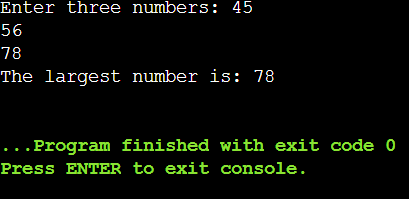 Enter three numbers: 45
56
78
The largest number is: 78
...Program finished with exit code 0
Press ENTER to exit console.